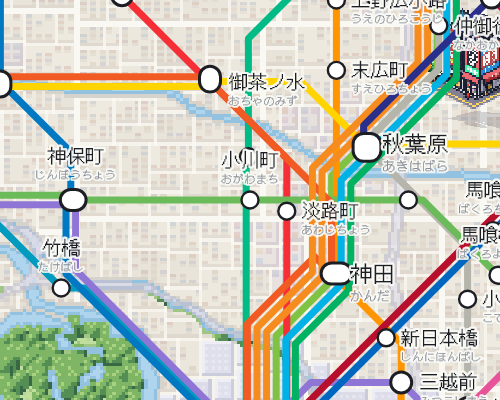 上野広小路
うえのひろこうじ
仲御徒
なかおか
御茶ノ水
おちゃのみず
末広町
すえひろちょう
秋葉原
あきはばら
神保町
じんぼうちょう
小川町
おがわまち
馬喰
ばくろ
淡路町
あわじちょう
馬喰
ばくろ
竹橋
たけばし
神田
かんだ
小
こ
新日本橋
しんにほんばし
三越前